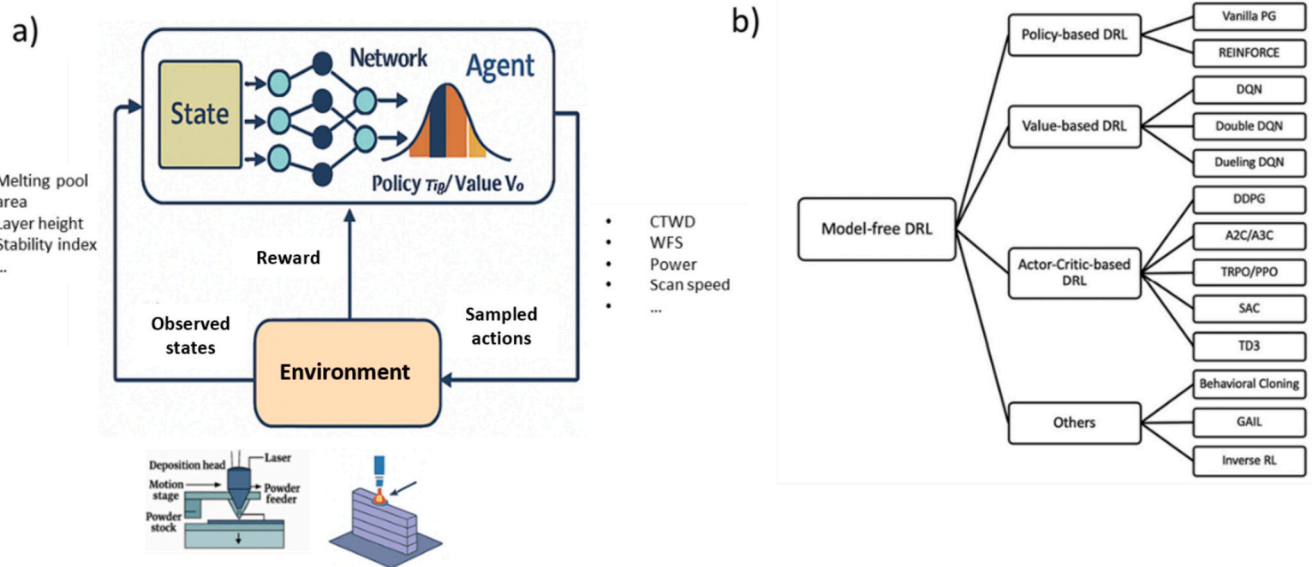 a)
Network
Agent
State
Policy π / Value V
Melting pool
area
Layer height
Stability index
...
Reward
Observed
states
Sampled
actions
Environment
• CTWD
• WFS
• Power
• Scan speed
• ...
Deposition head
Laser
Motion
stage
Powder
feeder
Powder
stock
b)
Model-free DRL
Policy-based DRL
Vanilla PG
REINFORCE
Value-based DRL
DQN
Double DQN
Dueling DQN
Actor-Critic-based
DRL
DDPG
A2C/A3C
TRPO/PPO
SAC
TD3
Others
Behavioral Cloning
GAIL
Inverse RL